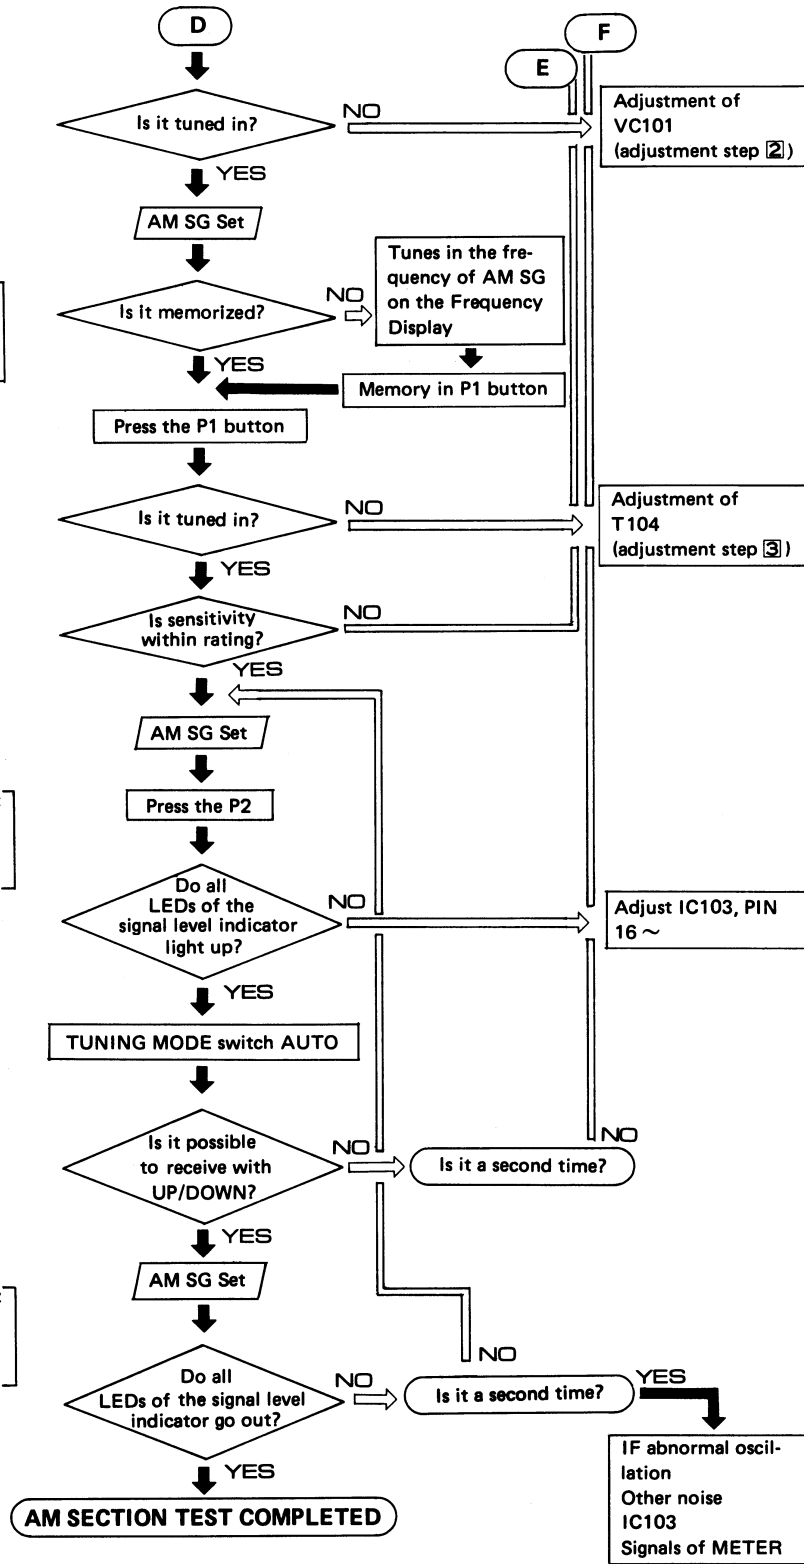 D
F
E
Is it tuned in?
NO
Adjustment of
VC101
(adjustment step 2)
YES
AM SG Set
Tunes in the fre-
quency of AM SG
on the Frequency
Display
Is it memorized?
NO
YES
Memory in P1 button
Press the P1 button
Is it tuned in?
NO
Adjustment of
T104
(adjustment step 3)
YES
Is sensitivity
within rating?
NO
YES
AM SG Set
Press the P2
Do all
LEDs of the
signal level indicator
light up?
NO
Adjust IC103, PIN
16 ~
YES
TUNING MODE switch AUTO
Is it possible
to receive with
UP/DOWN?
NO
Is it a second time?
NO
YES
AM SG Set
Do all
LEDs of the signal level
indicator go out?
NO
Is it a second time?
NO
YES
IF abnormal oscil-
lation
Other noise
IC103
Signals of METER
YES
AM SECTION TEST COMPLETED